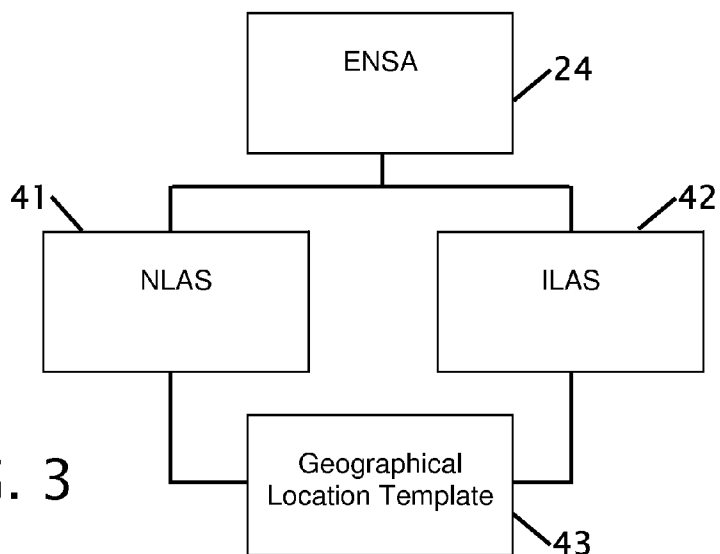 ENSA
24
41
42
NLAS
ILAS
Geographical
Location Template
. 3
43